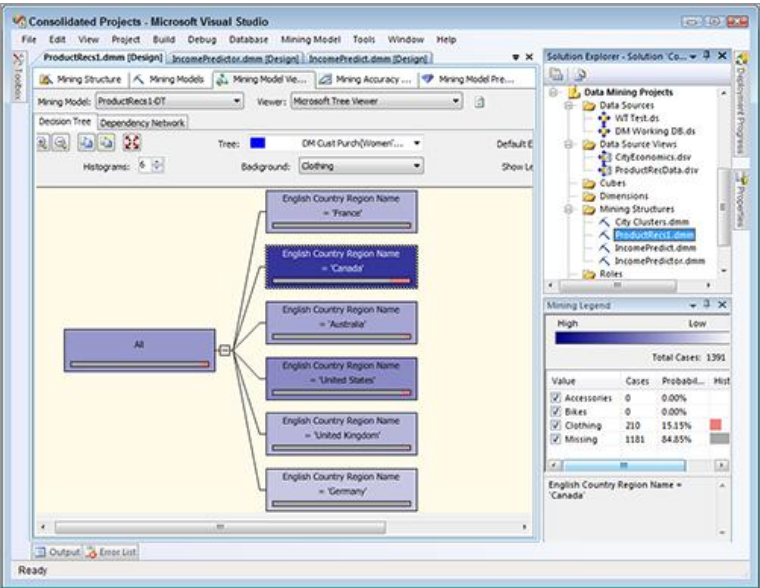 Consolidated Projects - Microsoft Visual Studio
File Edit View Project Build Debug Database Mining Model Tools Window Help
ProductRecs1.dmm [Design] IncomePredictor.dmm [Design] IncomePredict.dmm [Design]
Toolbox
Mining Structure Mining Models Mining Model Vie... Mining Accuracy ... Mining Model Pre...
Mining Model: ProductRecs1-DT Viewer: Microsoft Tree Viewer
Decision Tree Dependency Network
Tree: DM Cust Purch(Women'... Default E
Histograms: 6 Background: Clothing Show Le
All
English Country Region Name
= 'France'
English Country Region Name
= 'Canada'
English Country Region Name
= 'Australia'
English Country Region Name
= 'United States'
English Country Region Name
= 'United Kingdom'
English Country Region Name
= 'Germany'
Solution Explorer - Solution 'Co...
Data Mining Projects
Data Sources
WT Test.ds
DM Working DB.ds
Data Source Views
CityEconomics.dsv
ProductRecData.dsv
Cubes
Dimensions
Mining Structures
City Clusters.dmm
ProductRecs1.dmm
IncomePredict.dmm
IncomePredictor.dmm
Roles
Deployment Progress
Properties
Mining Legend
High Low
Total Cases: 1391
Value Cases Probabil... Hist
Accessories 0 0.00%
Bikes 0 0.00%
Clothing 210 15.15%
Missing 1181 84.85%
English Country Region Name =
'Canada'
Output Error List
Ready